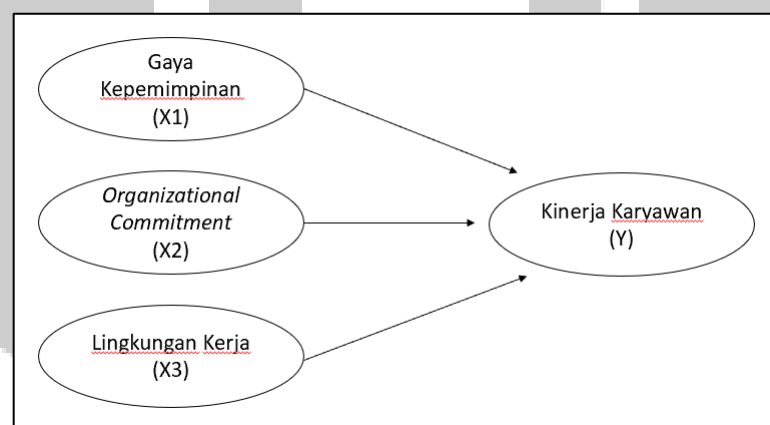 Gaya
Kepemimpinan
(X1)
Organizational
Commitment
(X2)
Kinerja Karyawan
(Y)
Lingkungan Kerja
(X3)